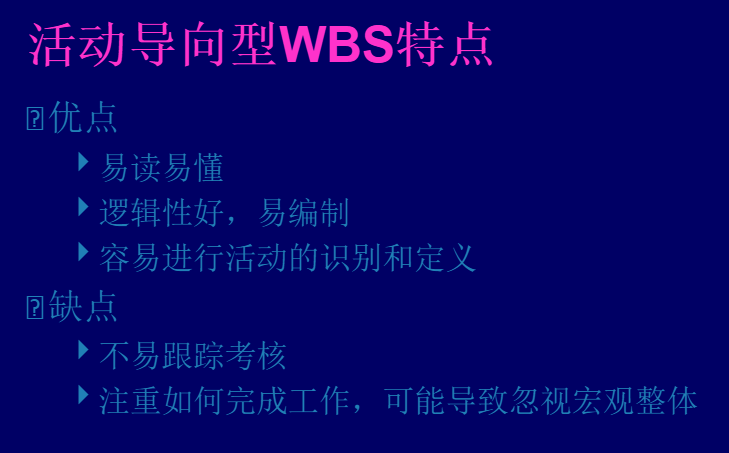 活动导向型WBS特点
优点
易读易懂
逻辑性好，易编制
容易进行活动的识别和定义
缺点
不易跟踪考核
注重如何完成工作，可能导致忽视宏观整体